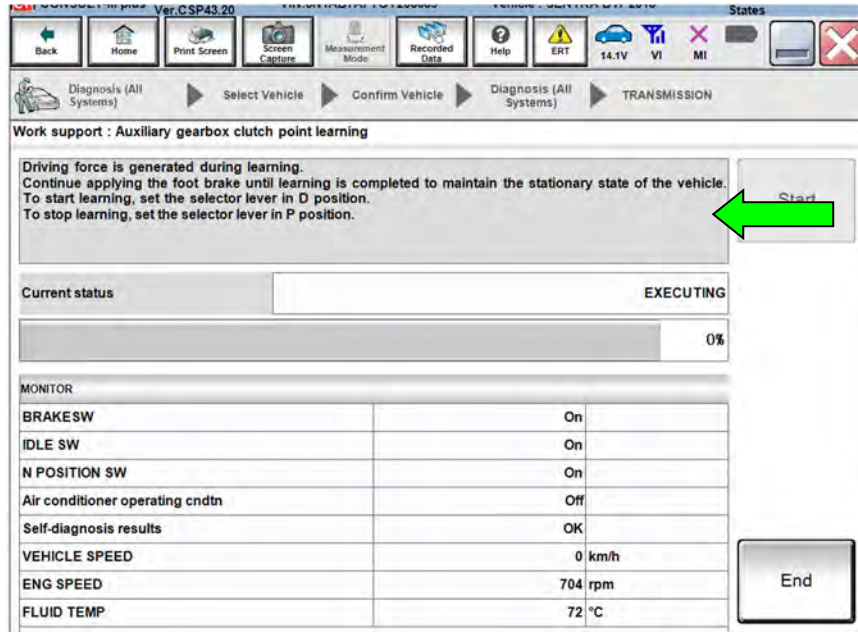 Ver.CSP43.20
States
Back
Home
Print Screen
Screen
Capture
Measurement
Mode
Recorded
Data
Help
ERT
14.1V
VI
MI
Diagnosis (All
Systems)
Select Vehicle
Confirm Vehicle
Diagnosis (All
Systems)
TRANSMISSION
Work support : Auxiliary gearbox clutch point learning
Driving force is generated during learning.
Continue applying the foot brake until learning is completed to maintain the stationary state of the vehicle.
To start learning, set the selector lever in D position.
To stop learning, set the selector lever in P position.
Start
Current status EXECUTING
0%
MONITOR
BRAKESW On
IDLE SW On
N POSITION SW On
Air conditioner operating cndtn Off
Self-diagnosis results OK
VEHICLE SPEED 0 km/h
ENG SPEED 704 rpm
FLUID TEMP 72 °C
End